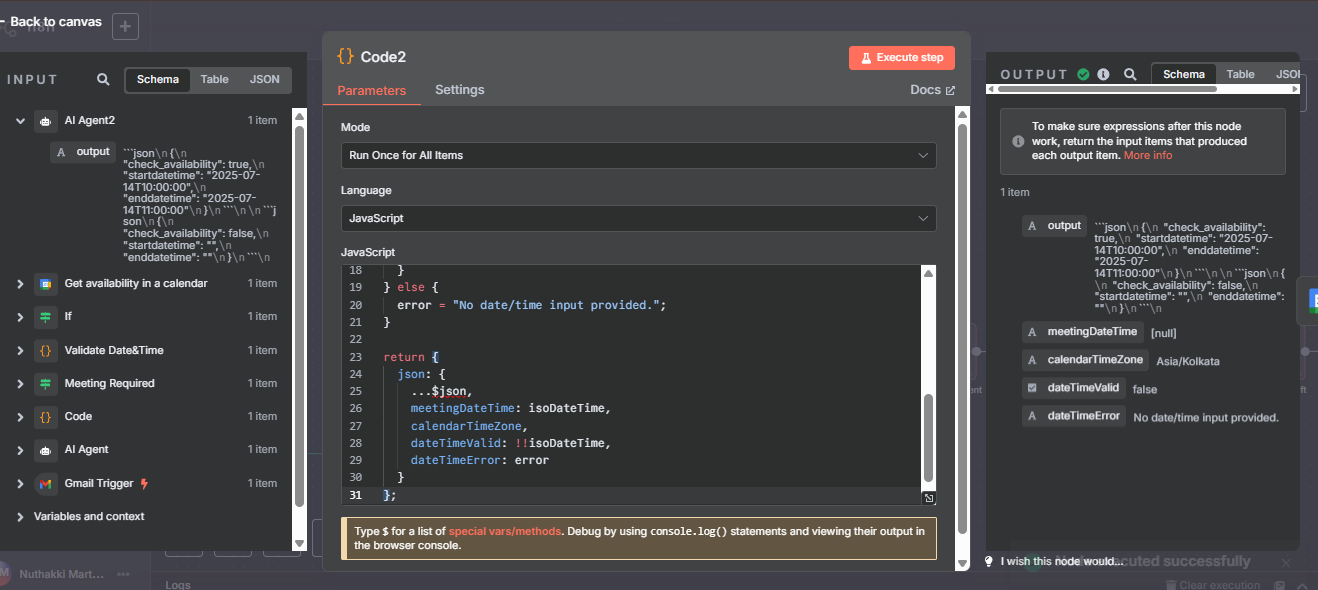 Back to canvas
INPUT
Schema
Table
JSON
AI Agent2
1 item
A output
```json\n{\n
"check_availability": true,\n
"startdatetime": "2025-07-
14T10:00:00",\n
"enddatetime": "2025-07-
14T11:00:00"\n}\n```\n\n```j
son\n{\n
"check_availability": false,\n
"startdatetime": "",\n
"enddatetime": ""\n}\n```\n
Get availability in a calendar
1 item
If
1 item
Validate Date&Time
1 item
Meeting Required
1 item
Code
1 item
AI Agent
1 item
Gmail Trigger
1 item
Variables and context
Nuthakki Mart...
Logs
{} Code2
Execute step
Parameters
Settings
Docs
Mode
Run Once for All Items
Language
JavaScript
JavaScript
18 }
19 } else {
20 error = "No date/time input provided.";
21 }
22
23 return {
24 json: {
25 ...$json,
26 meetingDateTime: isoDateTime,
27 calendarTimeZone,
28 dateTimeValid: !!isoDateTime,
29 dateTimeError: error
30 }
31 };
Type $ for a list of special vars/methods. Debug by using console.log() statements and viewing their output in
the browser console.
OUTPUT
Schema
Table
To make sure expressions after this node
work, return the input items that produced
each output item. More info
1 item
A output
```json\n{\n "check_availability":
true,\n "startdatetime": "2025-07-
14T10:00:00",\n "enddatetime":
"2025-07-
14T11:00:00"\n}\n```\n\n```json\n{
\n "check_availability": false,\n
"startdatetime": "",\n "enddatetime":
""\n}\n```\n
A meetingDateTime
[null]
A calendarTimeZone
Asia/Kolkata
dateTimeValid
false
A dateTimeError
No date/time input provided.
I wish this node would...
executed successfully
Clear execution